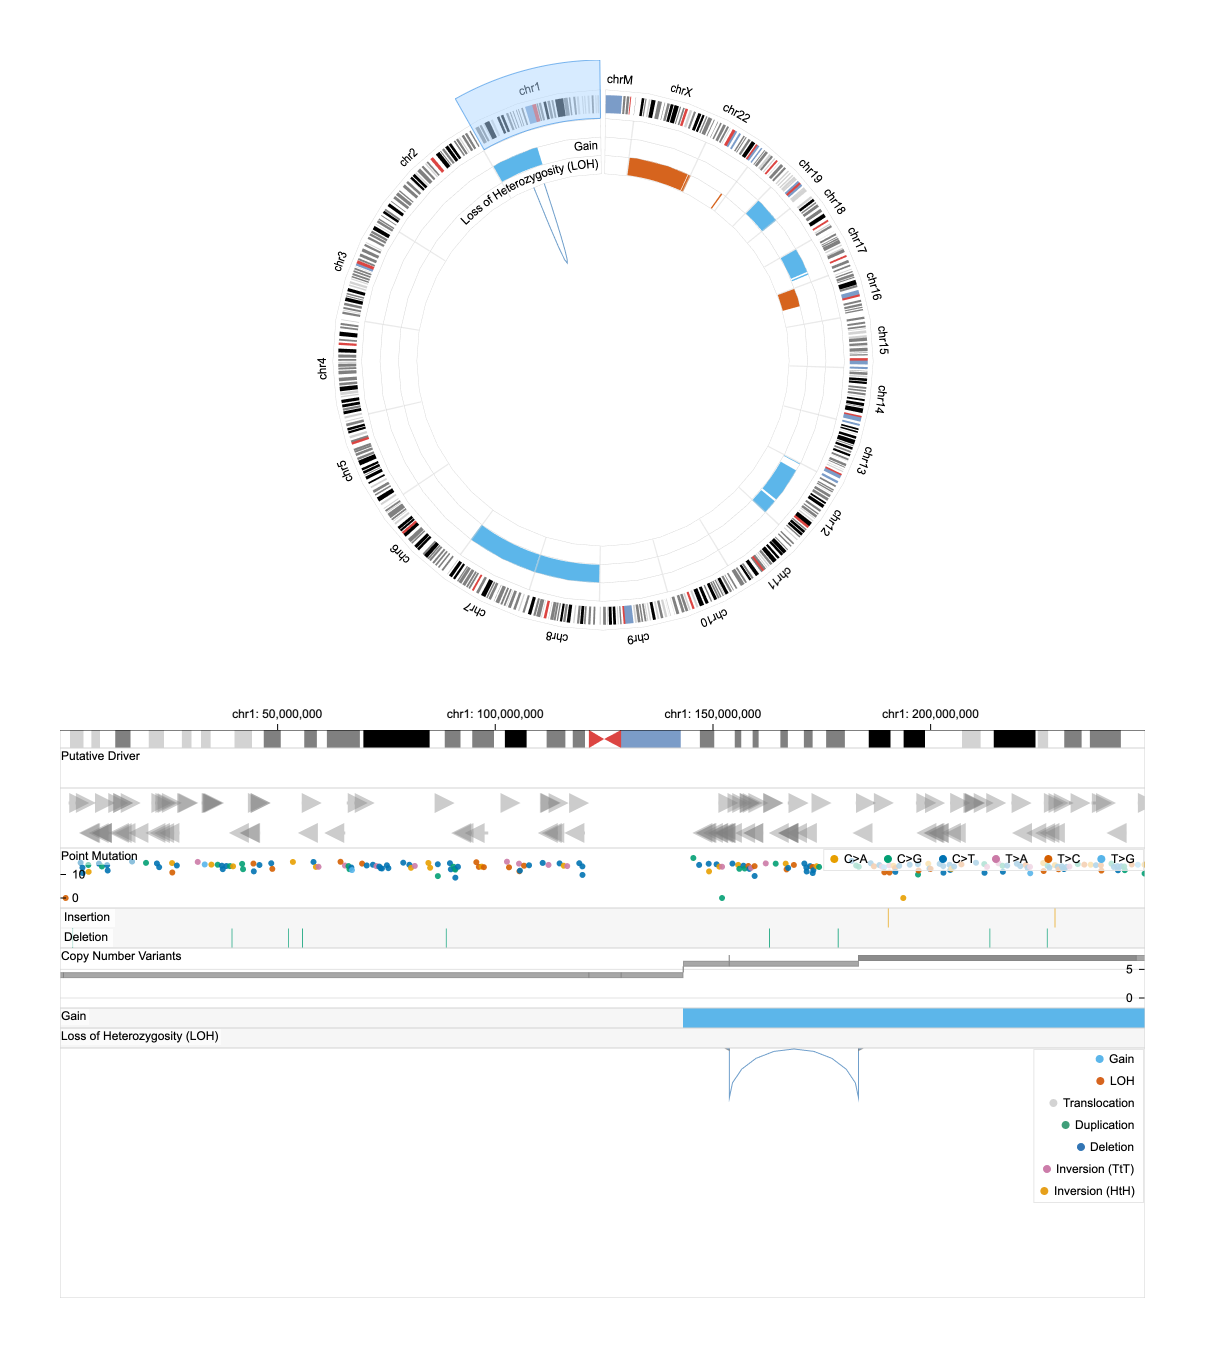 chr1
chrM
chrX
chr22
chr19
chr18
chr17
chr16
chr15
chr14
chr13
chr12
chr11
chr10
chr9
chr8
chr7
chr6
chr5
chr4
chr3
chr2
Gain
Loss of Heterozygosity (LOH)
chr1: 50,000,000
chr1: 100,000,000
chr1: 150,000,000
chr1: 200,000,000
Putative Driver
Point Mutation
C>A
C>G
C>T
T>A
T>C
T>G
10
0
Insertion
Deletion
Copy Number Variants
5
0
Gain
Loss of Heterozygosity (LOH)
Gain
LOH
Translocation
Duplication
Deletion
Inversion (TtT)
Inversion (HtH)